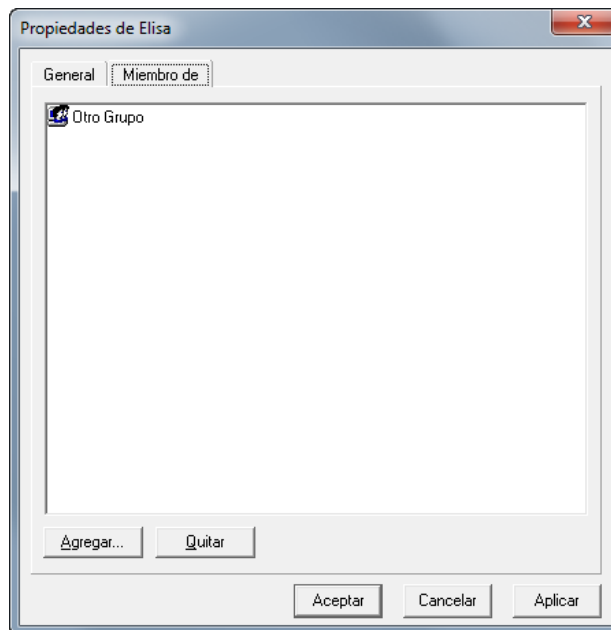 Propiedades de Elisa
General Miembro de
Otro Grupo
Agregar... Quitar
Aceptar Cancelar Aplicar